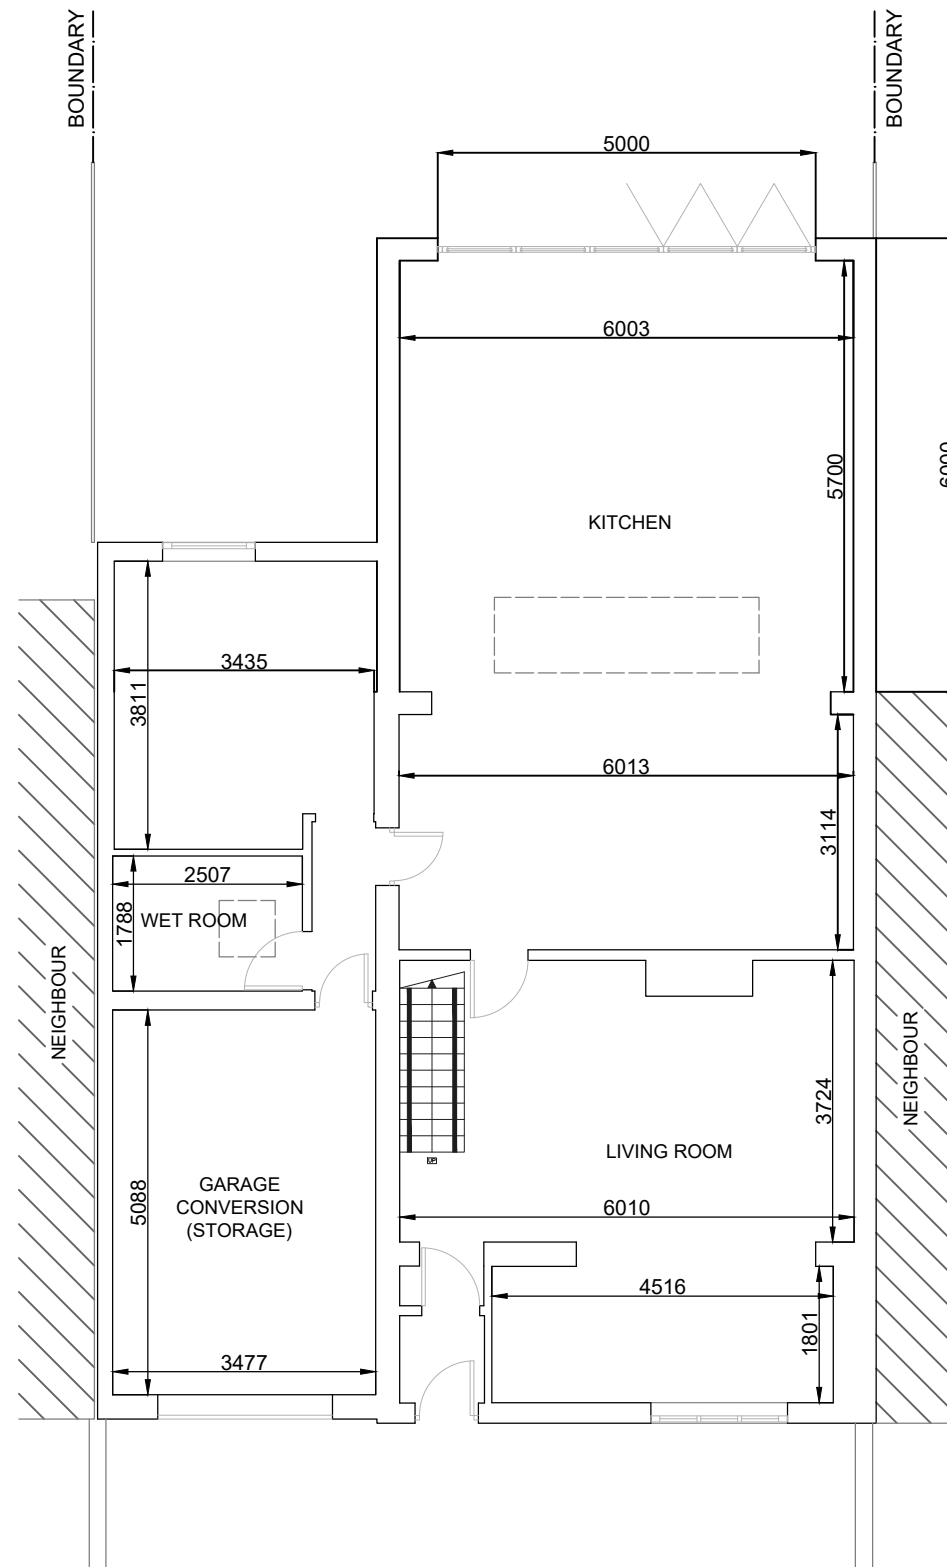 BOUNDARY
BOUNDARY
5000
6003
5700
6000
KITCHEN
3435
3811
6013
3114
2507
1788
WET ROOM
NEIGHBOUR
NEIGHBOUR
3724
LIVING ROOM
UP
GARAGE
CONVERSION
(STORAGE)
5088
6010
4516
1801
3477